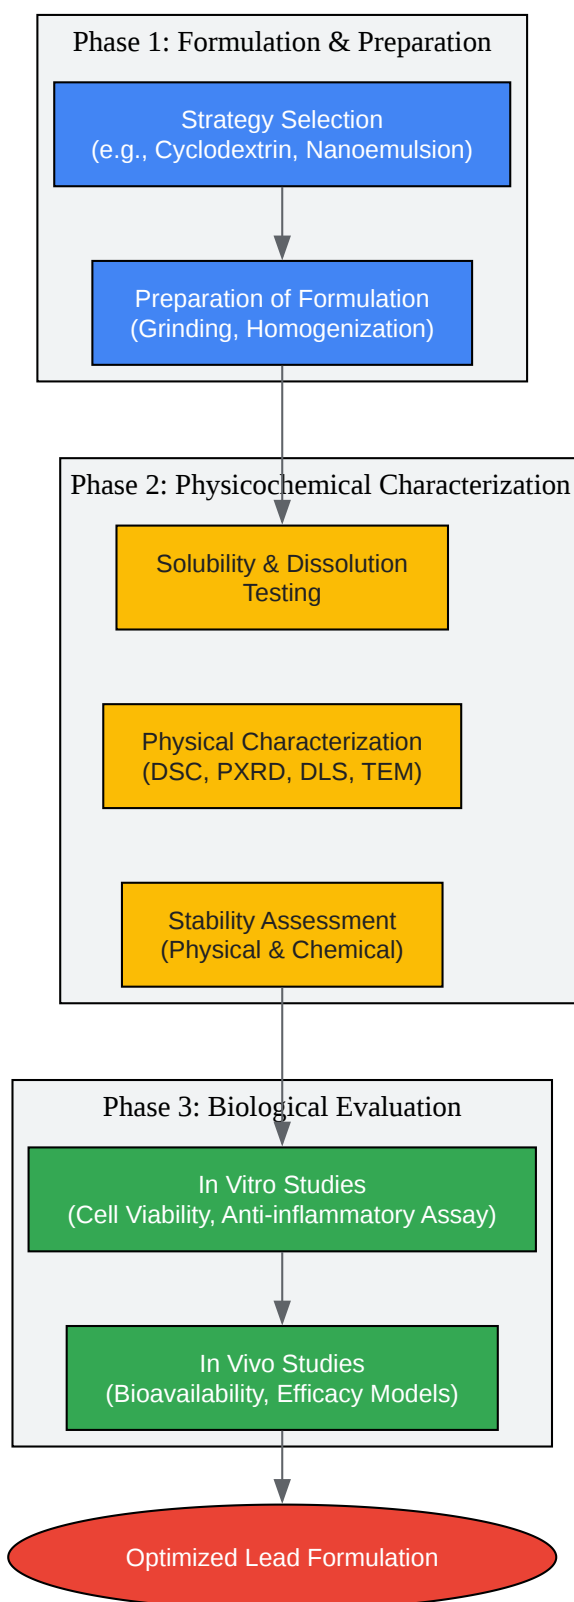 Phase 1: Formulation & Preparation
Strategy Selection
(e.g., Cyclodextrin, Nanoemulsion)
Preparation of Formulation
(Grinding, Homogenization)
Phase 2: Physicochemical Characterization
Solubility & Dissolution
Testing
Physical Characterization
(DSC, PXRD, DLS, TEM)
Stability Assessment
(Physical & Chemical)
Phase 3: Biological Evaluation
In Vitro Studies
(Cell Viability, Anti-inflammatory Assay)
In Vivo Studies
(Bioavailability, Efficacy Models)
Optimized Lead Formulation